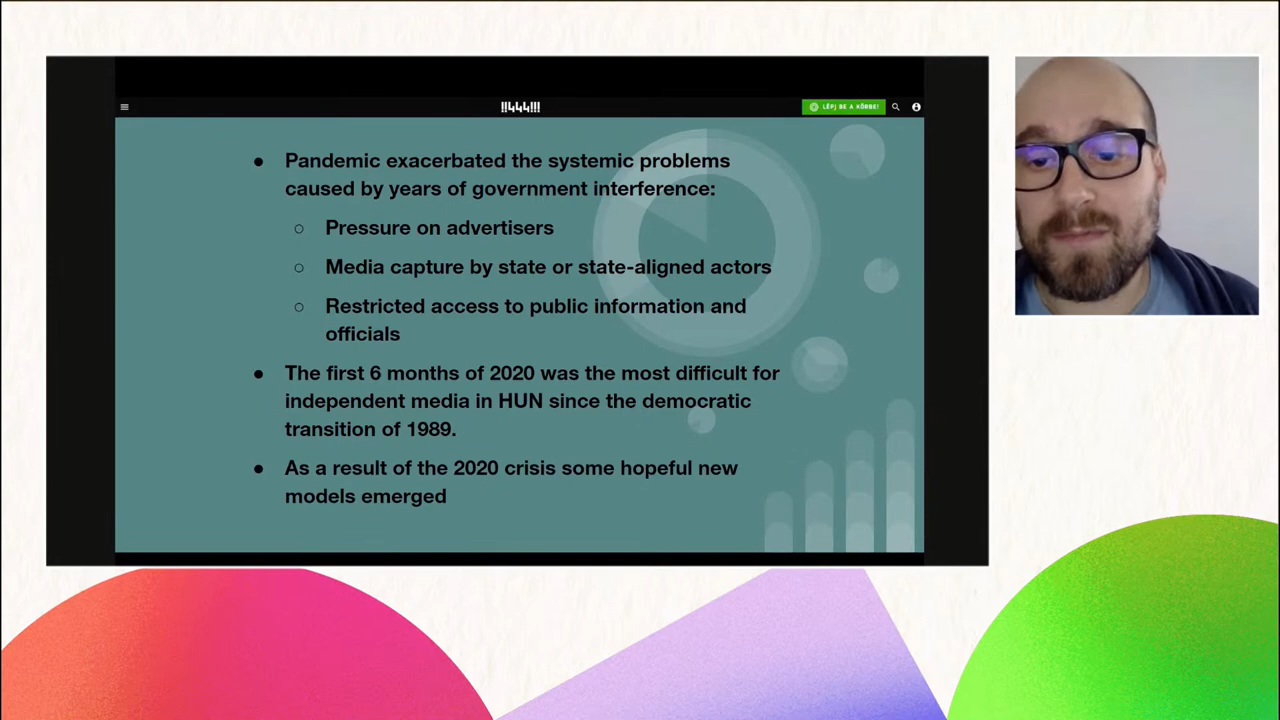 !!444!!!
LÉPJ BE A KÖRBE!
● Pandemic exacerbated the systemic problems
caused by years of government interference:
○ Pressure on advertisers
○ Media capture by state or state-aligned actors
○ Restricted access to public information and
officials
● The first 6 months of 2020 was the most difficult for
independent media in HUN since the democratic
transition of 1989.
● As a result of the 2020 crisis some hopeful new
models emerged